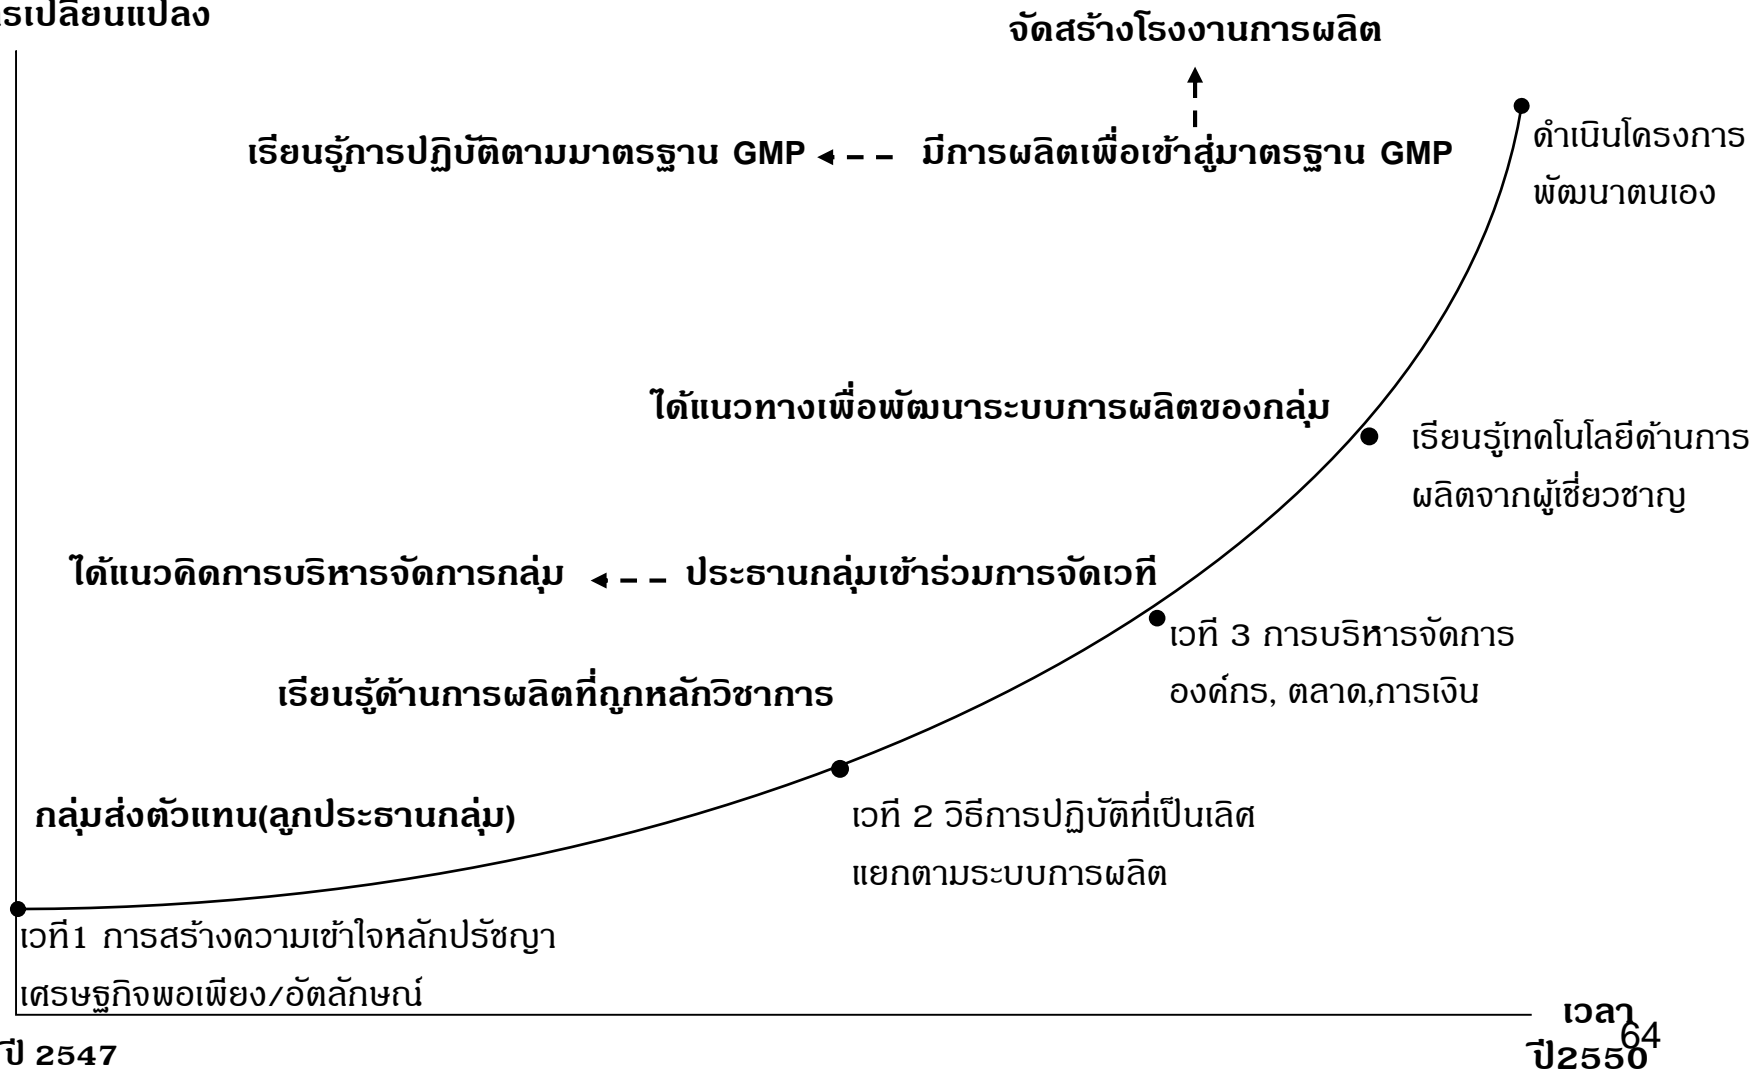 รเปลี่ยนแปลง
จัดสร้างโรงงานการผลิต
เรียนรู้การปฏิบัติตามมาตรฐาน GMP
มีการผลิตเพื่อเข้าสู่มาตรฐาน GMP
ดำเนินโครงการ
พัฒนาตนเอง
ได้แนวทางเพื่อพัฒนาระบบการผลิตของกลุ่ม
เรียนรู้เทคโนโลยีด้านการ
ผลิตจากผู้เชี่ยวชาญ
ได้แนวคิดการบริหารจัดการกลุ่ม
ประธานกลุ่มเข้าร่วมการจัดเวที
เวที 3 การบริหารจัดการ
องค์กร, ตลาด,การเงิน
เรียนรู้ด้านการผลิตที่ถูกหลักวิชาการ
กลุ่มส่งตัวแทน(ลูกประธานกลุ่ม)
เวที 2 วิธีการปฏิบัติที่เป็นเลิศ
แยกตามระบบการผลิต
เวที1 การสร้างความเข้าใจหลักปรัชญา
เศรษฐกิจพอเพียง/อัตลักษณ์
เวลา
64
ปี 2547
ปี2550